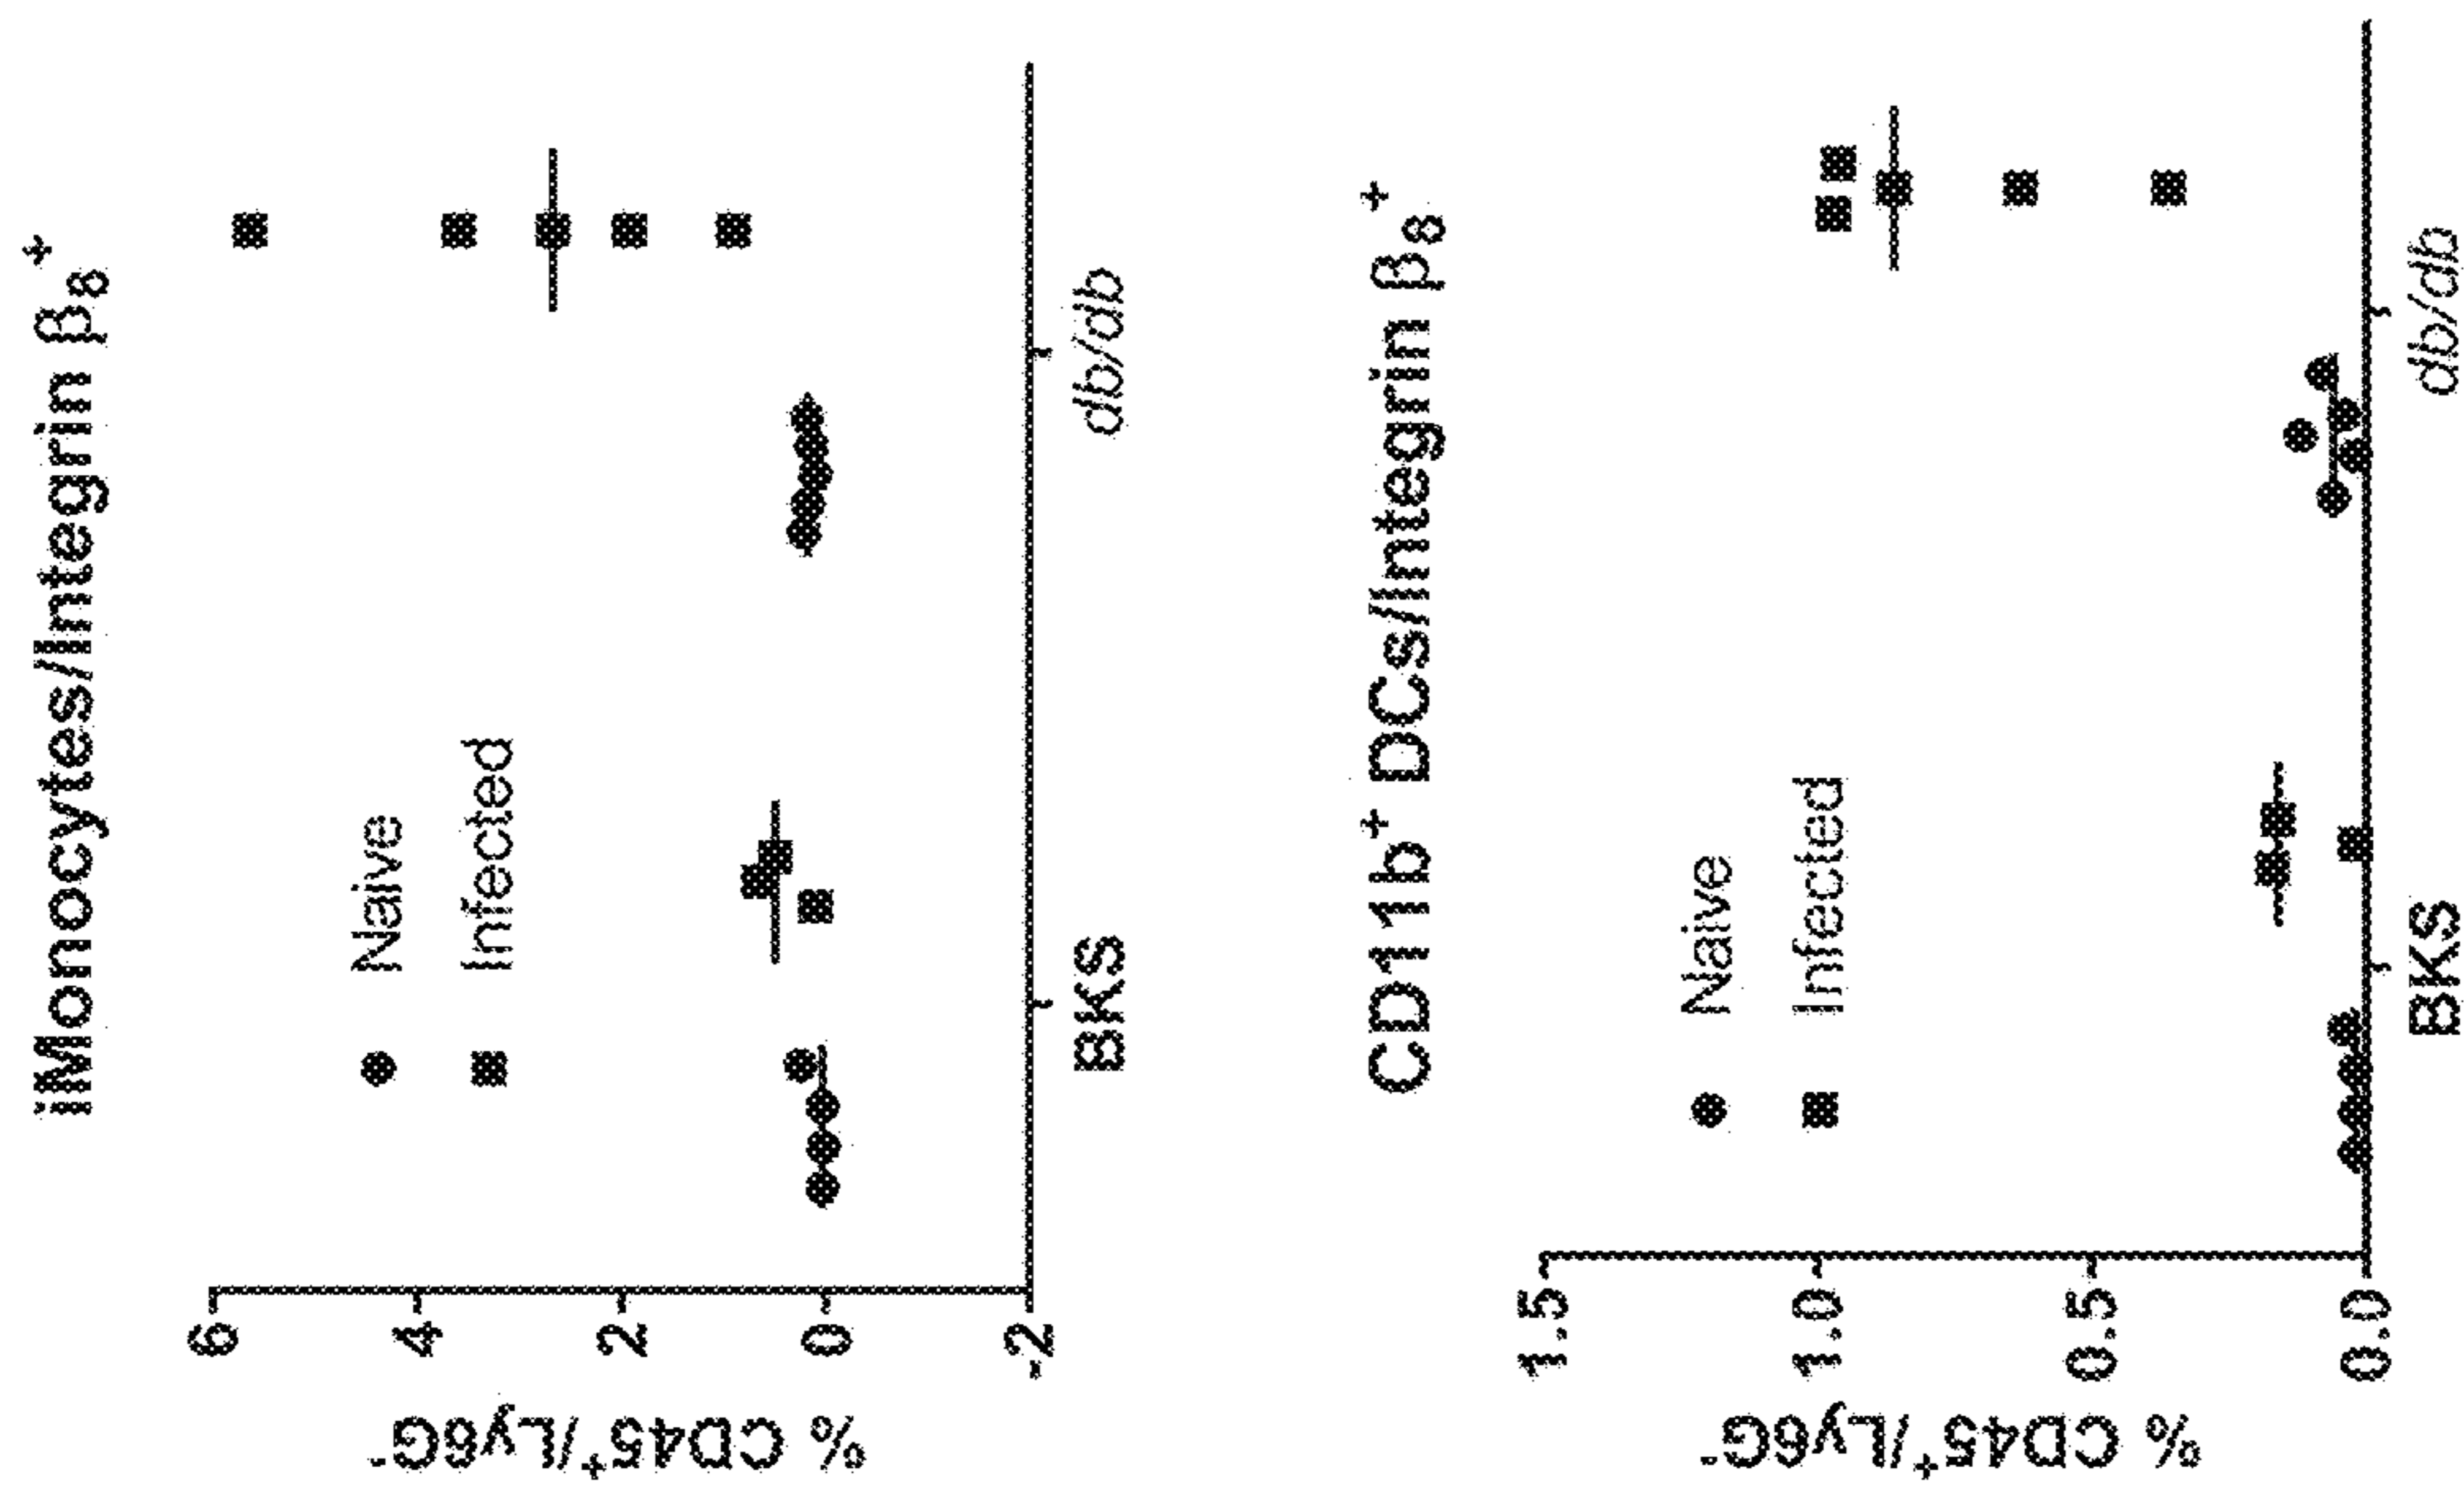 iMonocytes/Integrin β8+
% CD45+/Ly6G-
6
4
2
0
-2
Naive
Infected
BKS
db/db
CD11b+ DCs/Integrin β8+
% CD45+/Ly6G-
1.5
1.0
0.5
0.0
Naive
Infected
BKS
db/db